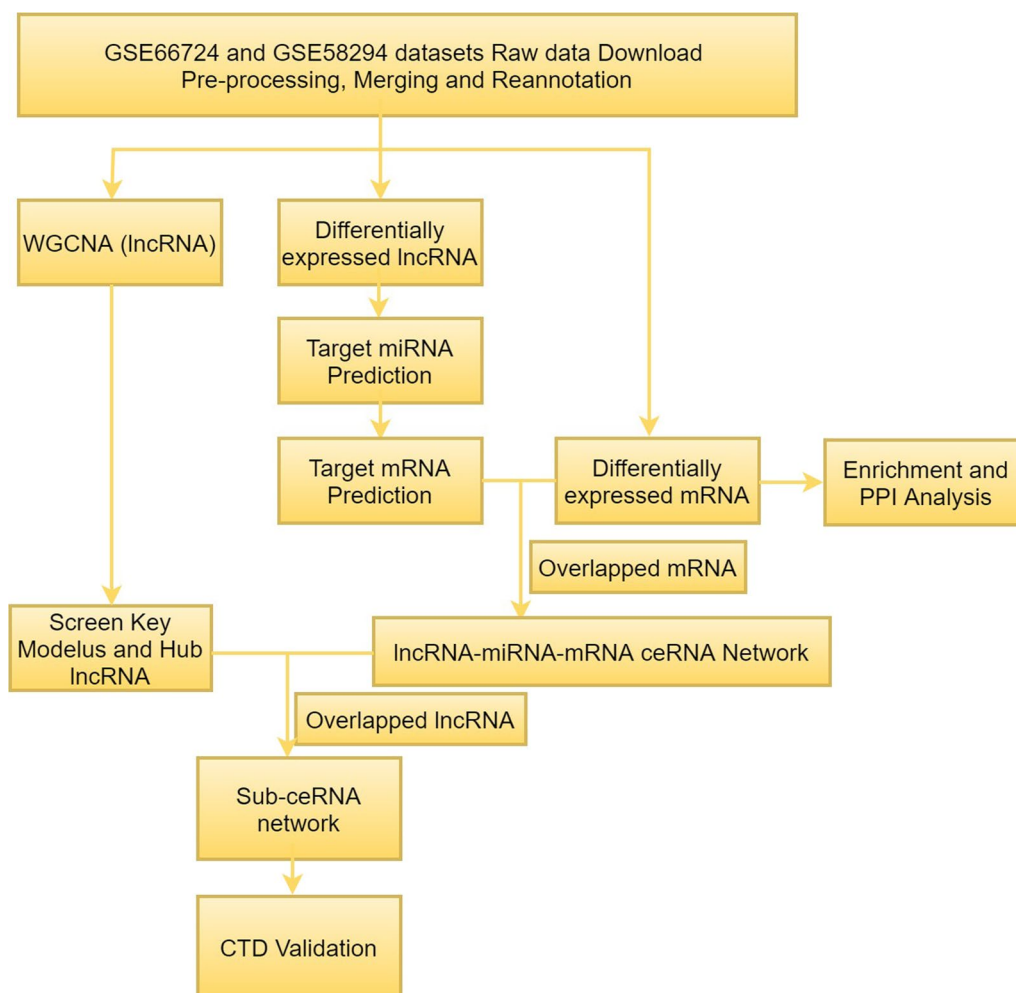 GSE66724 and GSE58294 datasets Raw data Download
Pre-processing, Merging and Reannotation
WGCNA (lncRNA)
Differentially
expressed lncRNA
Target miRNA
Prediction
Target mRNA
Prediction
Differentially
expressed mRNA
Enrichment and
PPI Analysis
Overlapped mRNA
Screen Key
Modelus and Hub
lncRNA
lncRNA-miRNA-mRNA ceRNA Network
Overlapped lncRNA
Sub-ceRNA
network
CTD Validation